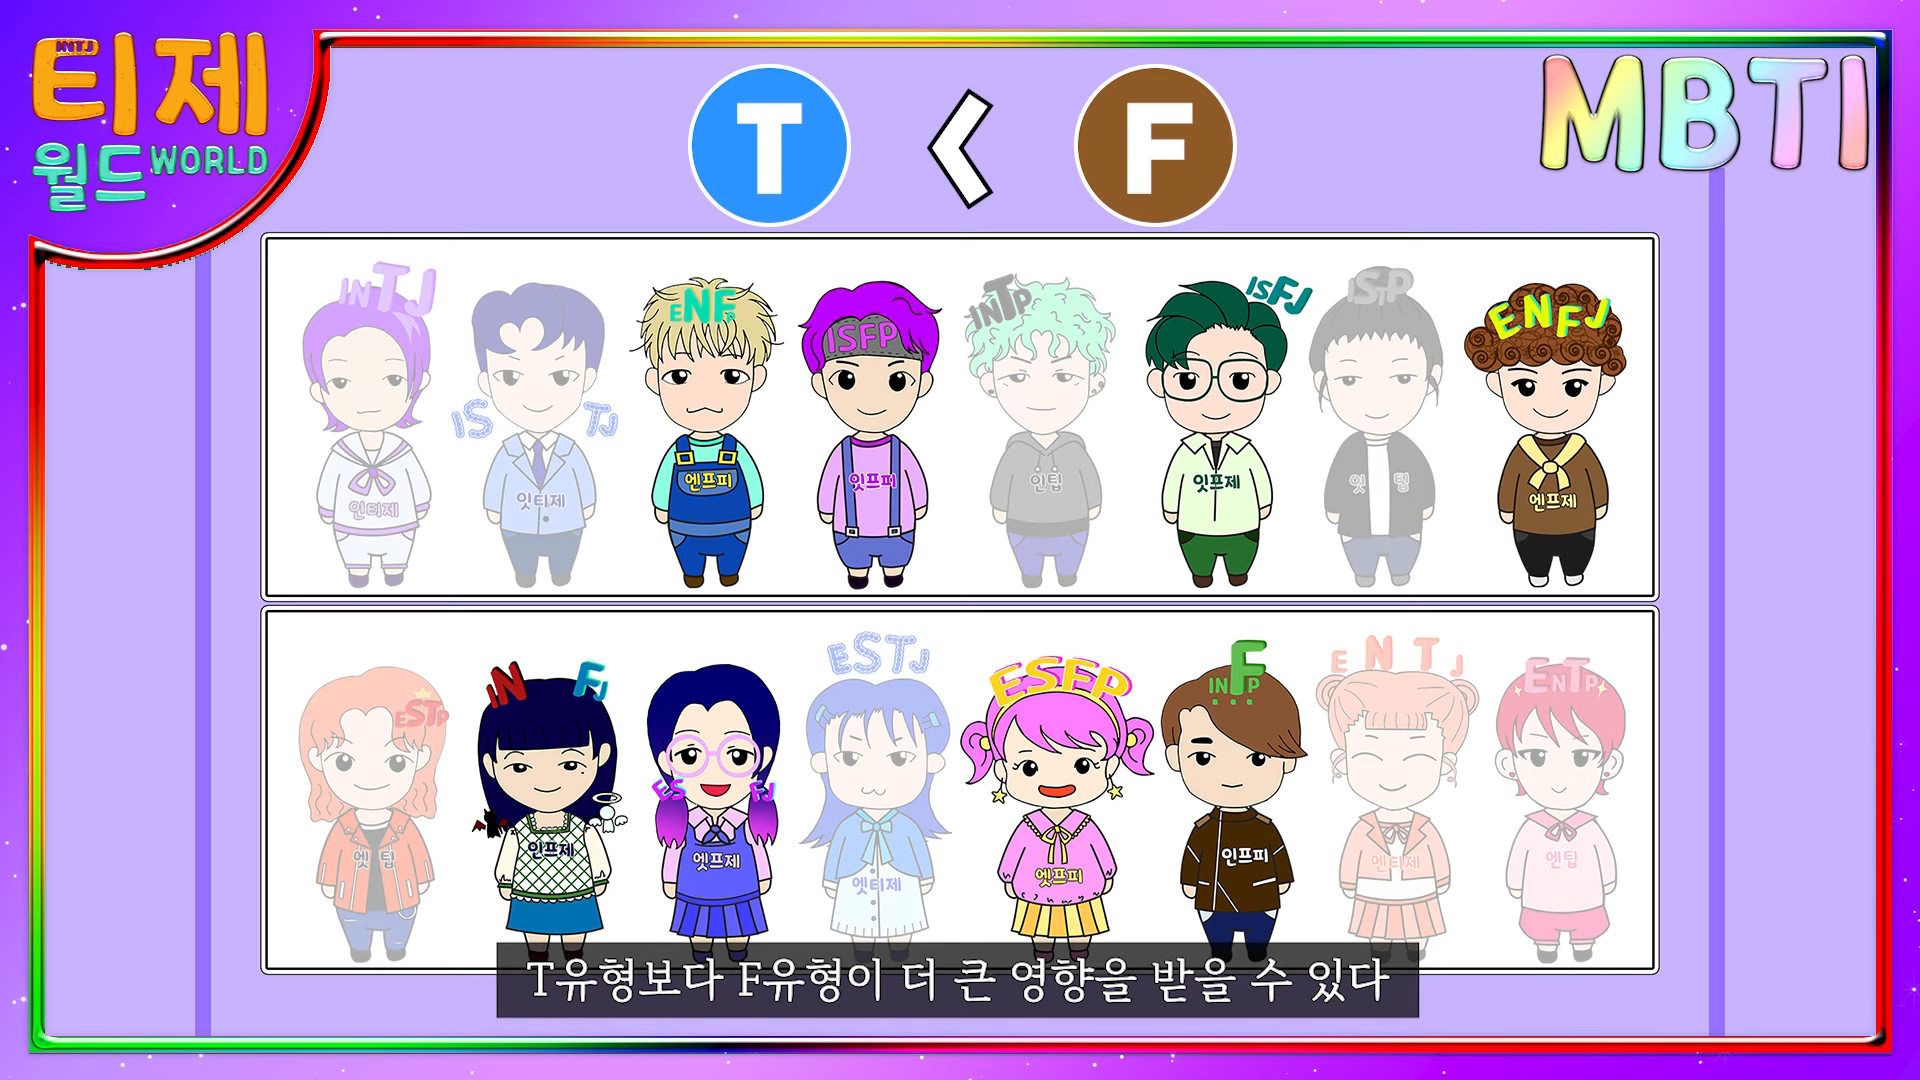 INTJ
티제
월드 WORLD
T < F
MBTI
INTJ
인티제
IS TJ
잇티제
ENFP
엔프피
ISFP
잇프피
INTP
인팁
ISFJ
잇프제
ISTP
잇팁
ENFJ
엔프제
ESTP
엣팁
IN FJ
인프제
ES FJ
엣프제
ESTJ
엣티제
ESFP
엣프피
INFP
인프피
ENTJ
엔티제
ENTP
엔팁
T유형보다 F유형이 더 큰 영향을 받을 수 있다